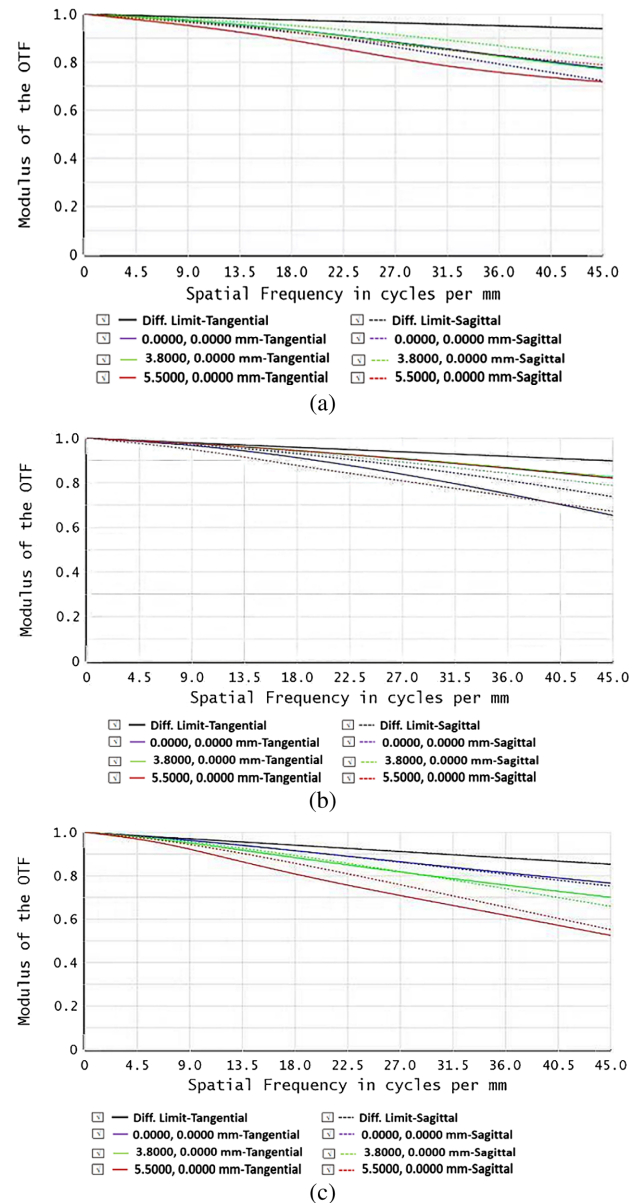 1.0
0.8
0.6
0.4
0.2
0
Modulus of the OTF
0 4.5 9.0 13.5 18.0 22.5 27.0 31.5 36.0 40.5 45.0
Spatial Frequency in cycles per mm
Diff. Limit-Tangential Diff. Limit-Sagittal
0.0000, 0.0000 mm-Tangential 0.0000, 0.0000 mm-Sagittal
3.8000, 0.0000 mm-Tangential 3.8000, 0.0000 mm-Sagittal
5.5000, 0.0000 mm-Tangential 5.5000, 0.0000 mm-Sagittal
(a)
1.0
0.8
0.6
0.4
0.2
0
Modulus of the OTF
0 4.5 9.0 13.5 18.0 22.5 27.0 31.5 36.0 40.5 45.0
Spatial Frequency in cycles per mm
Diff. Limit-Tangential Diff. Limit-Sagittal
0.0000, 0.0000 mm-Tangential 0.0000, 0.0000 mm-Sagittal
3.8000, 0.0000 mm-Tangential 3.8000, 0.0000 mm-Sagittal
5.5000, 0.0000 mm-Tangential 5.5000, 0.0000 mm-Sagittal
(b)
1.0
0.8
0.6
0.4
0.2
0
Modulus of the OTF
0 4.5 9.0 13.5 18.0 22.5 27.0 31.5 36.0 40.5 45.0
Spatial Frequency in cycles per mm
Diff. Limit-Tangential Diff. Limit-Sagittal
0.0000, 0.0000 mm-Tangential 0.0000, 0.0000 mm-Sagittal
3.8000, 0.0000 mm-Tangential 3.8000, 0.0000 mm-Sagittal
5.5000, 0.0000 mm-Tangential 5.5000, 0.0000 mm-Sagittal
(c)